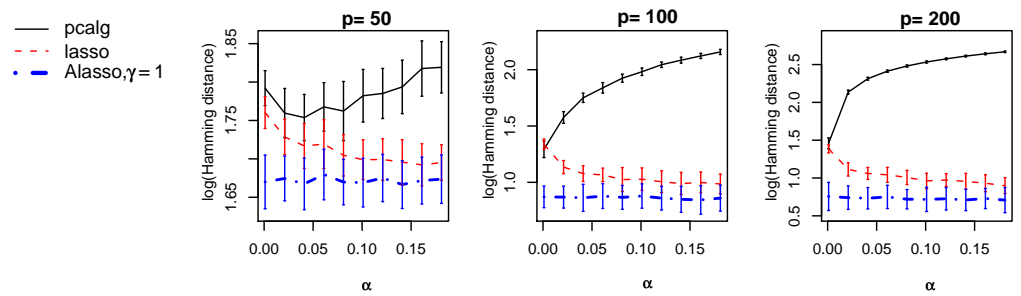 pcalg
lasso
Alasso,γ = 1
p= 50
log(Hamming distance)
1.85
1.75
1.65
0.00 0.05 0.10 0.15
α
p= 100
log(Hamming distance)
2.0
1.5
1.0
0.00 0.05 0.10 0.15
α
p= 200
log(Hamming distance)
2.5
2.0
1.5
1.0
0.5
0.00 0.05 0.10 0.15
α